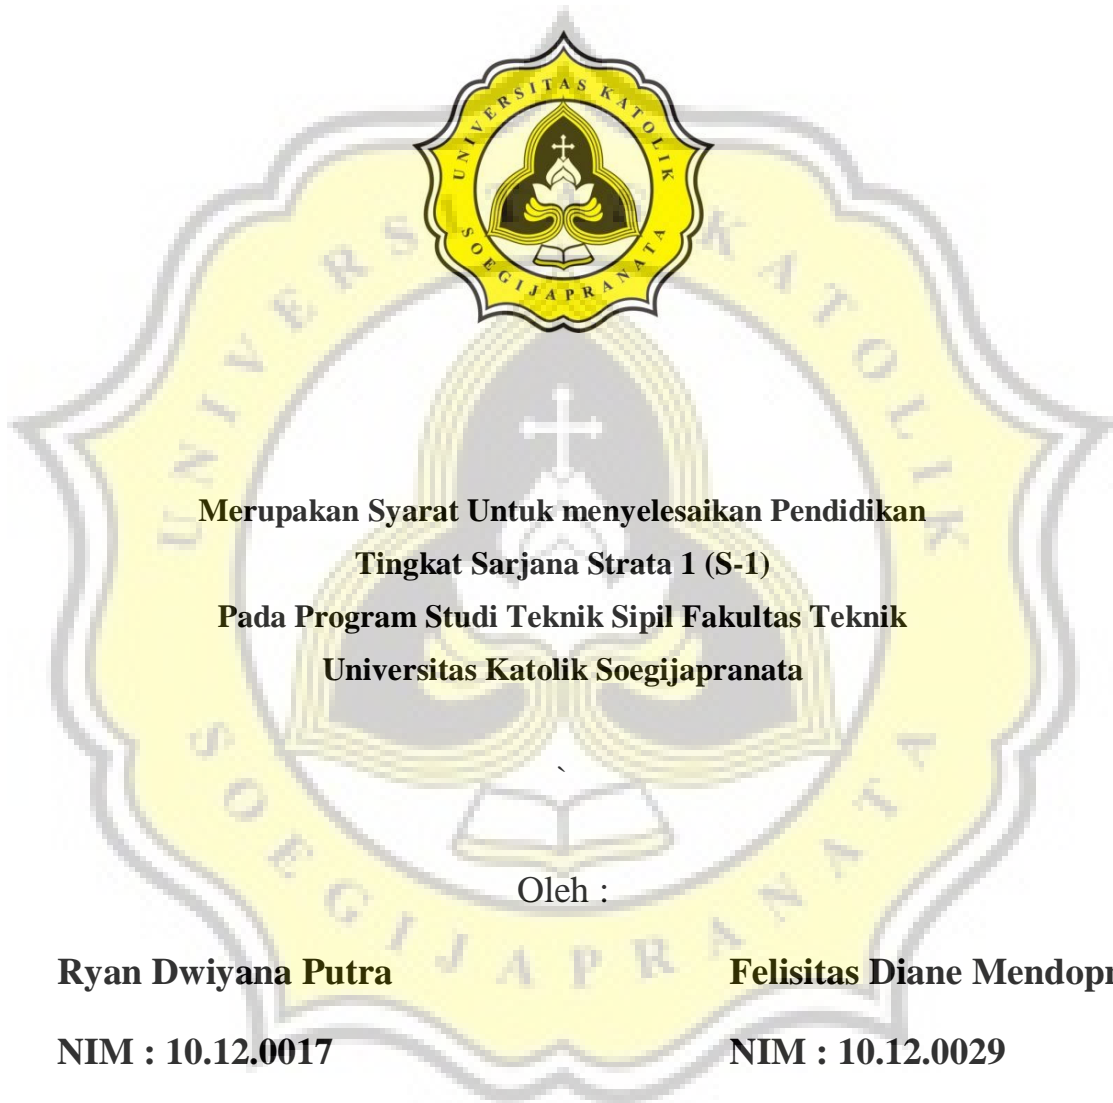 UNIVERSITAS KATOLIK
SOEGIJAPRANATA
Merupakan Syarat Untuk menyelesaikan Pendidikan
Tingkat Sarjana Strata 1 (S-1)
Pada Program Studi Teknik Sipil Fakultas Teknik
Universitas Katolik Soegijapranata
`
Oleh :
Ryan Dwiyana Putra Felisitas Diane
NIM : 10.12.0017 NIM : 10.12.0029